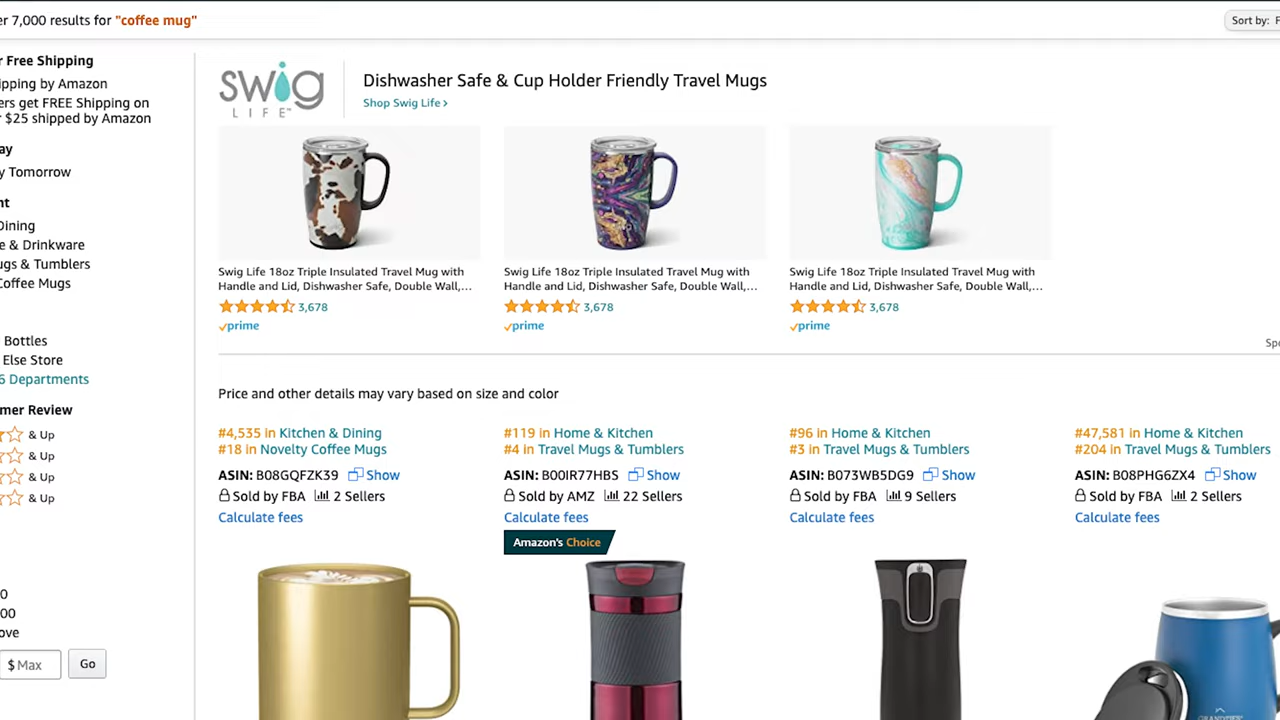 er 7,000 results for "coffee mug"
Sort by: F
r Free Shipping
ipping by Amazon
ers get FREE Shipping on
r $25 shipped by Amazon
ay
y Tomorrow
nt
Dining
e & Drinkware
ugs & Tumblers
Coffee Mugs
Bottles
Else Store
6 Departments
mer Review
& Up
& Up
& Up
& Up
0
00
ove
$ Max
Go
swig
LIFE™
Dishwasher Safe & Cup Holder Friendly Travel Mugs
Shop Swig Life ›
Swig Life 18oz Triple Insulated Travel Mug with
Handle and Lid, Dishwasher Safe, Double Wall,...
3,678
prime
Swig Life 18oz Triple Insulated Travel Mug with
Handle and Lid, Dishwasher Safe, Double Wall,...
3,678
prime
Swig Life 18oz Triple Insulated Travel Mug with
Handle and Lid, Dishwasher Safe, Double Wall,...
3,678
prime
Spo
Price and other details may vary based on size and color
#4,535 in Kitchen & Dining
#18 in Novelty Coffee Mugs
ASIN: B08GQFZK39 Show
Sold by FBA 2 Sellers
Calculate fees
#119 in Home & Kitchen
#4 in Travel Mugs & Tumblers
ASIN: B00IR77HBS Show
Sold by AMZ 22 Sellers
Calculate fees
Amazon's Choice
#96 in Home & Kitchen
#3 in Travel Mugs & Tumblers
ASIN: B073WB5DG9 Show
Sold by FBA 9 Sellers
Calculate fees
#47,581 in Home & Kitchen
#204 in Travel Mugs & Tumblers
ASIN: B08PHG6ZX4 Show
Sold by FBA 2 Sellers
Calculate fees